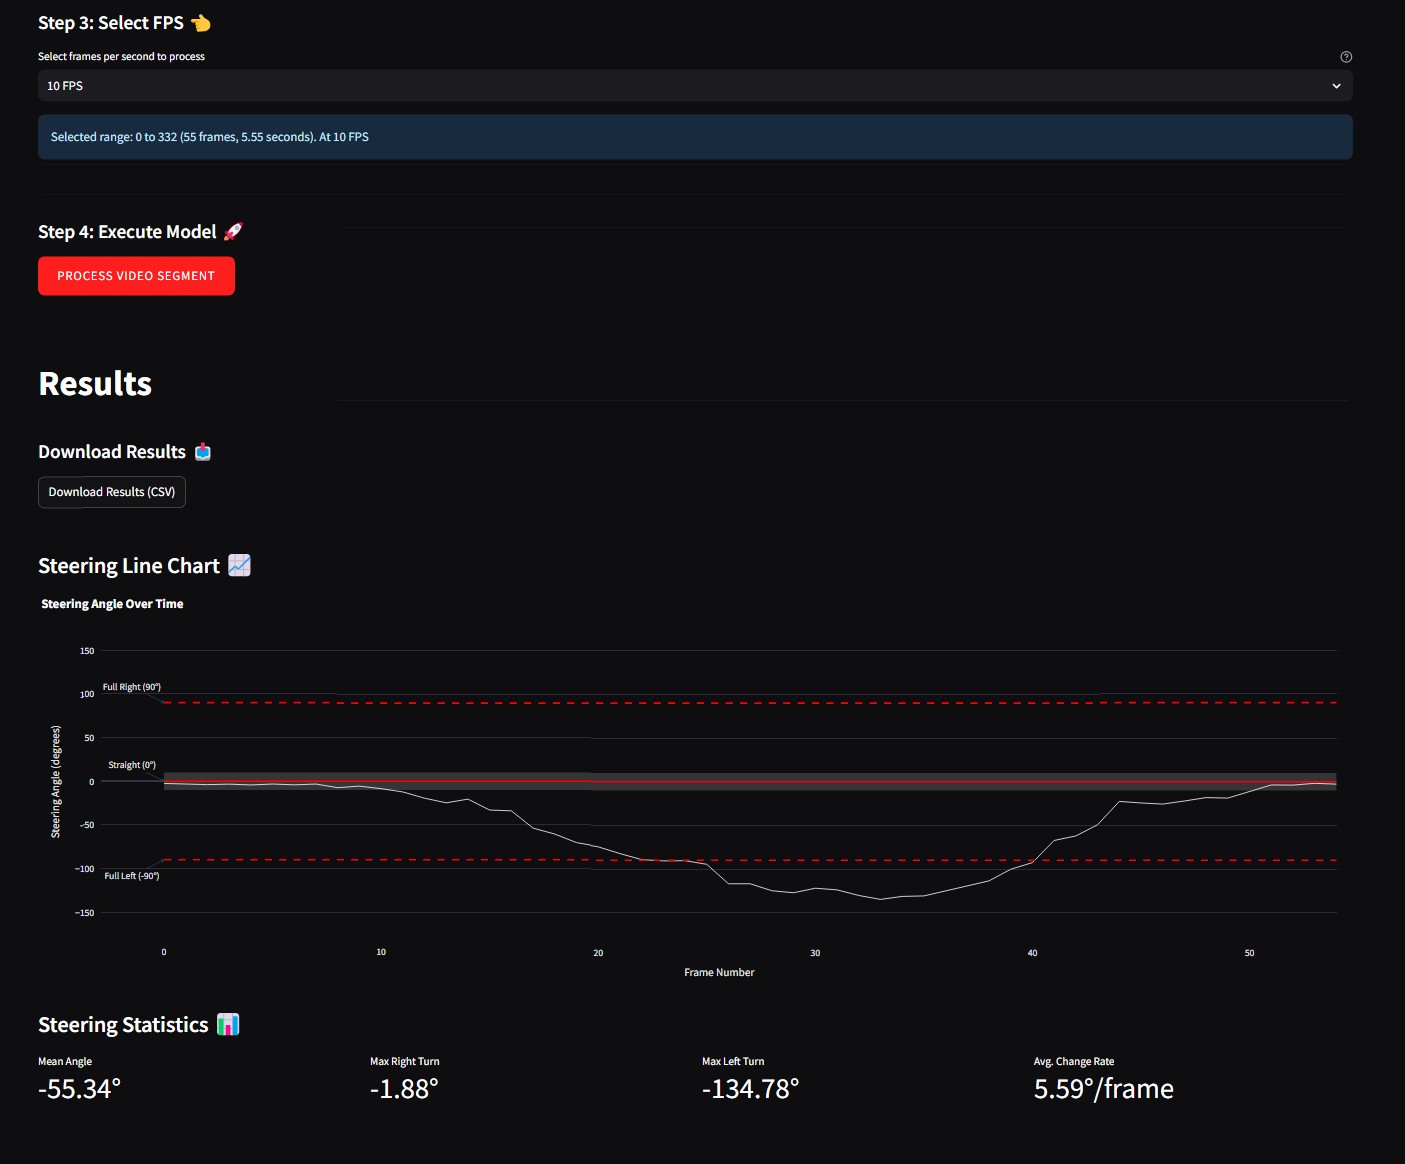 Step 3: Select FPS 👈
Select frames per second to process
10 FPS
Selected range: 0 to 332 (55 frames, 5.55 seconds). At 10 FPS
Step 4: Execute Model 🚀
PROCESS VIDEO SEGMENT
Results
Download Results 📥
Download Results (CSV)
Steering Line Chart 📈
Steering Angle Over Time
150
Full Right (90°)
100
50
Straight (0°)
0
−50
−100
Full Left (-90°)
−150
Steering Angle (degrees)
0 10 20 30 40 50
Frame Number
Steering Statistics 📊
Mean Angle Max Right Turn Max Left Turn Avg. Change Rate
-55.34° -1.88° -134.78° 5.59°/frame